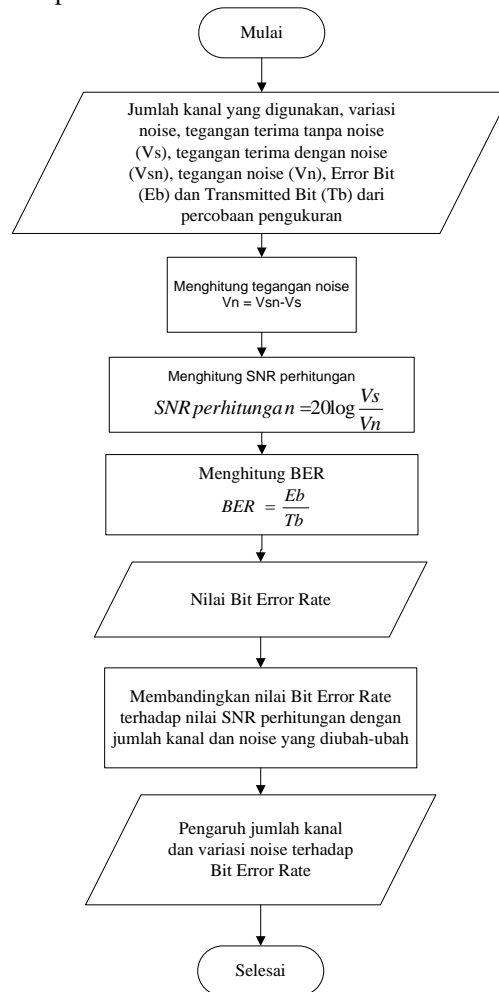 Mulai
Jumlah kanal yang digunakan, variasi
noise, tegangan terima tanpa noise
(Vs), tegangan terima dengan noise
(Vsn), tegangan noise (Vn), Error Bit
(Eb) dan Transmitted Bit (Tb) dari
percobaan pengukuran
Menghitung tegangan noise
Vn = Vsn-Vs
Menghitung SNR perhitungan
SNR perhitungan =20log Vs/Vn
Menghitung BER
BER = Eb/Tb
Nilai Bit Error Rate
Membandingkan nilai Bit Error Rate
terhadap nilai SNR perhitungan dengan
jumlah kanal dan noise yang diubah-ubah
Pengaruh jumlah kanal
dan variasi noise terhadap
Bit Error Rate
Selesai